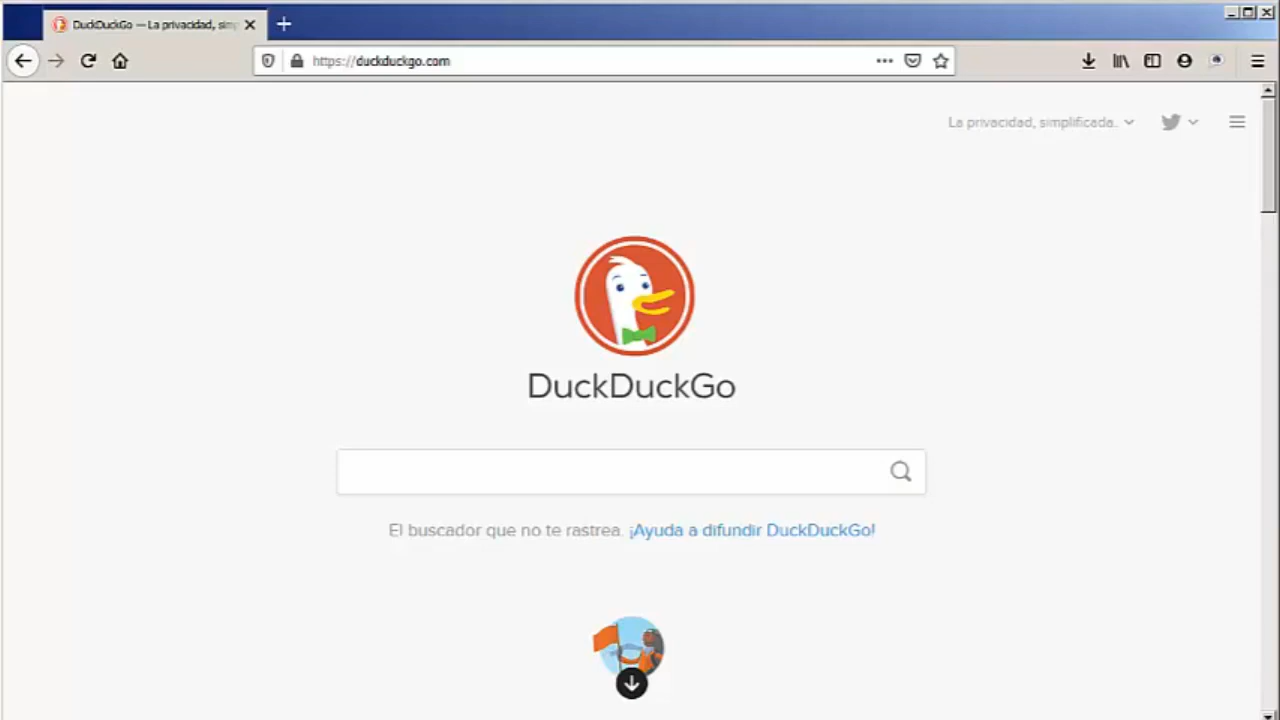 DuckDuckGo — La privacidad, sim
https://duckduckgo.com
La privacidad, simplificada.
DuckDuckGo
El buscador que no te rastrea. ¡Ayuda a difundir DuckDuckGo!